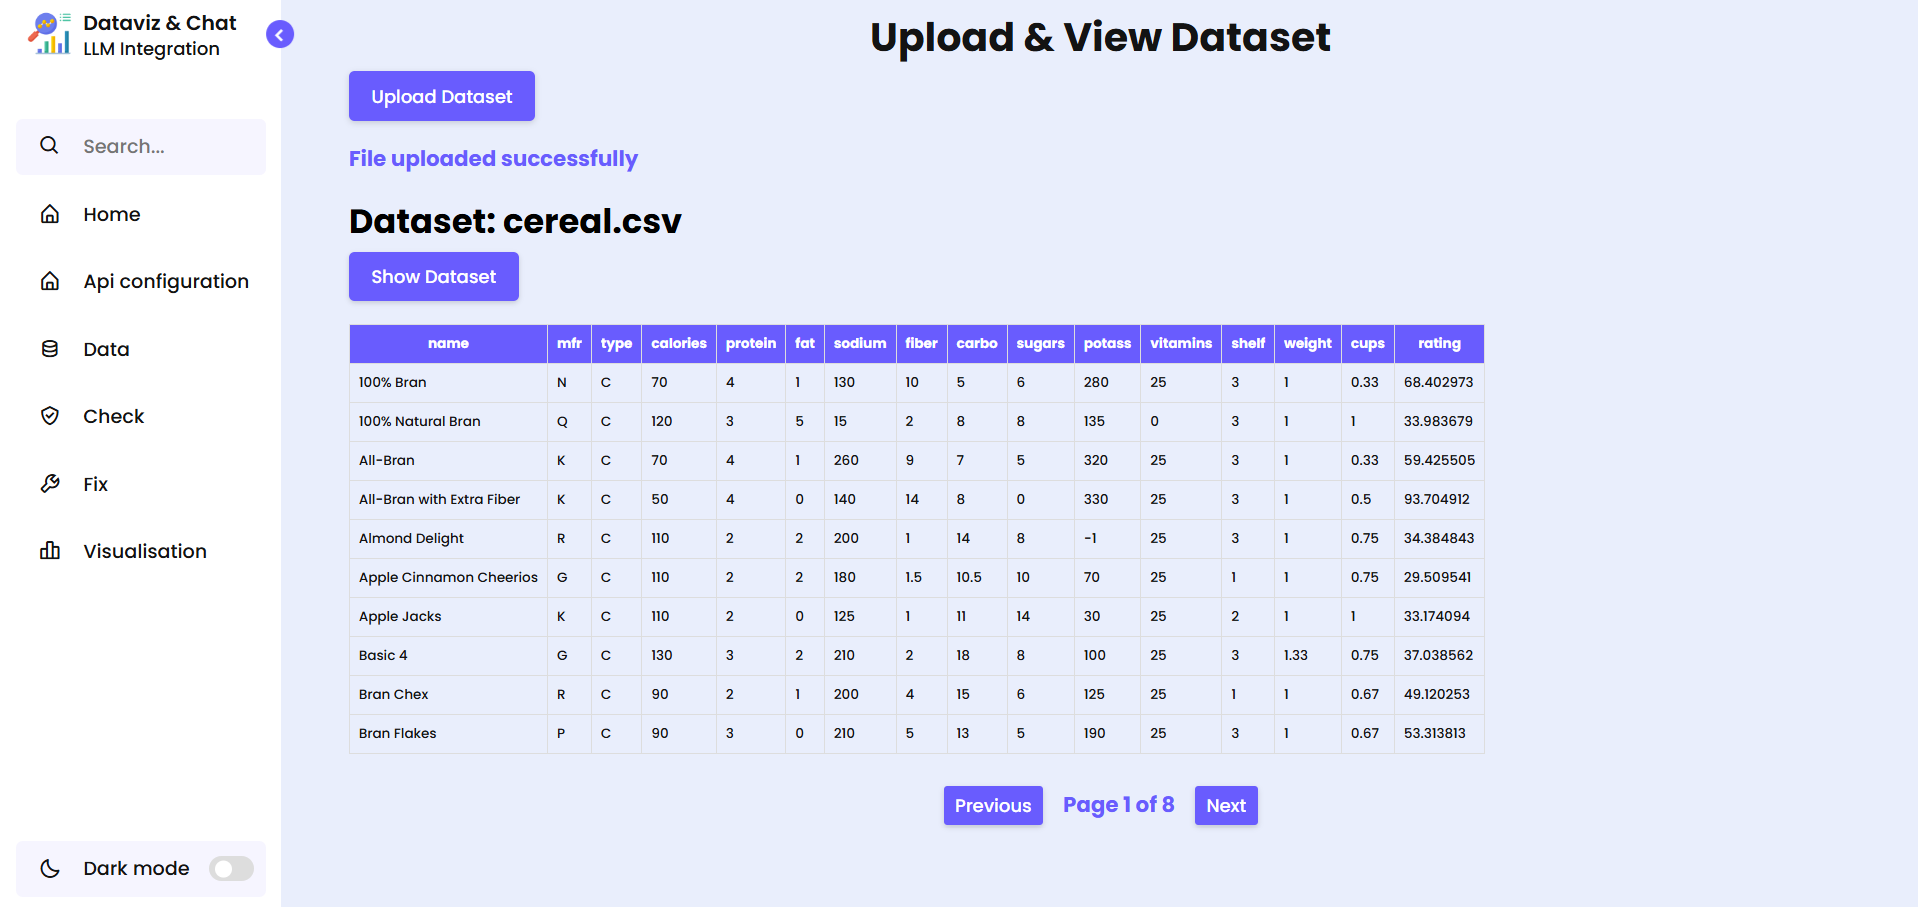 Dataviz & Chat
LLM Integration
Search...
Home
Api configuration
Data
Check
Fix
Visualisation
Dark mode
Upload & View Dataset
Upload Dataset
File uploaded successfully
Dataset: cereal.csv
Show Dataset
name mfr type calories protein fat sodium fiber carbo sugars potass vitamins shelf weight cups rating
100% Bran N C 70 4 1 130 10 5 6 280 25 3 1 0.33 68.402973
100% Natural Bran Q C 120 3 5 15 2 8 8 135 0 3 1 1 33.983679
All-Bran K C 70 4 1 260 9 7 5 320 25 3 1 0.33 59.425505
All-Bran with Extra Fiber K C 50 4 0 140 14 8 0 330 25 3 1 0.5 93.704912
Almond Delight R C 110 2 2 200 1 14 8 -1 25 3 1 0.75 34.384843
Apple Cinnamon Cheerios G C 110 2 2 180 1.5 10.5 10 70 25 1 1 0.75 29.509541
Apple Jacks K C 110 2 0 125 1 11 14 30 25 2 1 1 33.174094
Basic 4 G C 130 3 2 210 2 18 8 100 25 3 1.33 0.75 37.038562
Bran Chex R C 90 2 1 200 4 15 6 125 25 1 1 0.67 49.120253
Bran Flakes P C 90 3 0 210 5 13 5 190 25 3 1 0.67 53.313813
Previous Page 1 of 8 Next